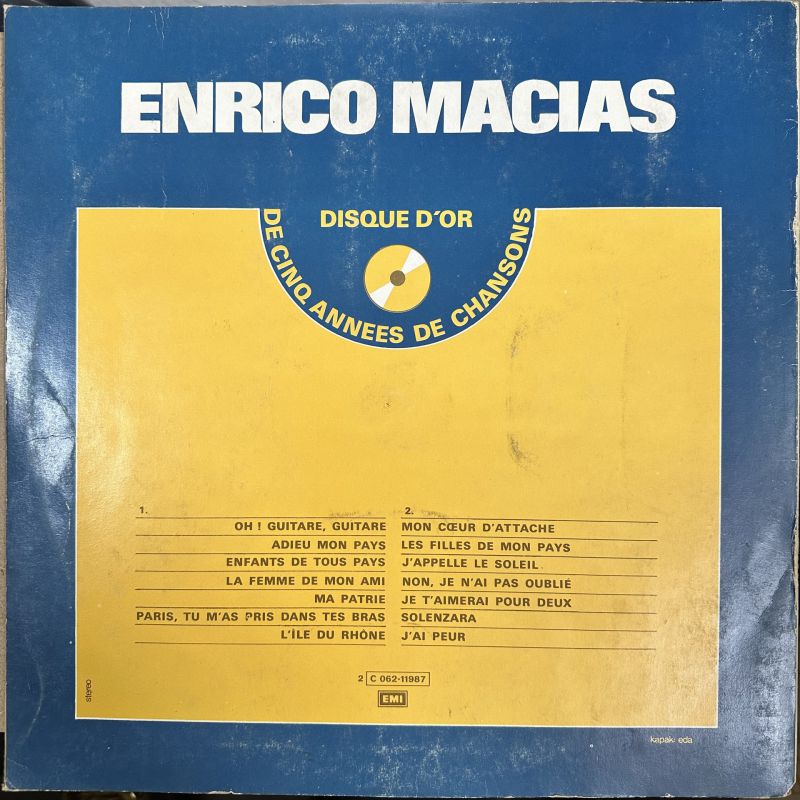 ENRICO MACIAS
DISQUE D'OR
DE CINQ ANNEES DE CHANSONS
1.
OH ! GUITARE, GUITARE
ADIEU MON PAYS
ENFANTS DE TOUS PAYS
LA FEMME DE MON AMI
MA PATRIE
PARIS, TU M'AS PRIS DANS TES BRAS
L'ÎLE DU RHÔNE
2.
MON CŒUR D'ATTACHE
LES FILLES DE MON PAYS
J'APPELLE LE SOLEIL
NON, JE N'AI PAS OUBLIÉ
JE T'AIMERAI POUR DEUX
SOLENZARA
J'AI PEUR
2 C 062-11987
EMI
stereo
kapak: eda